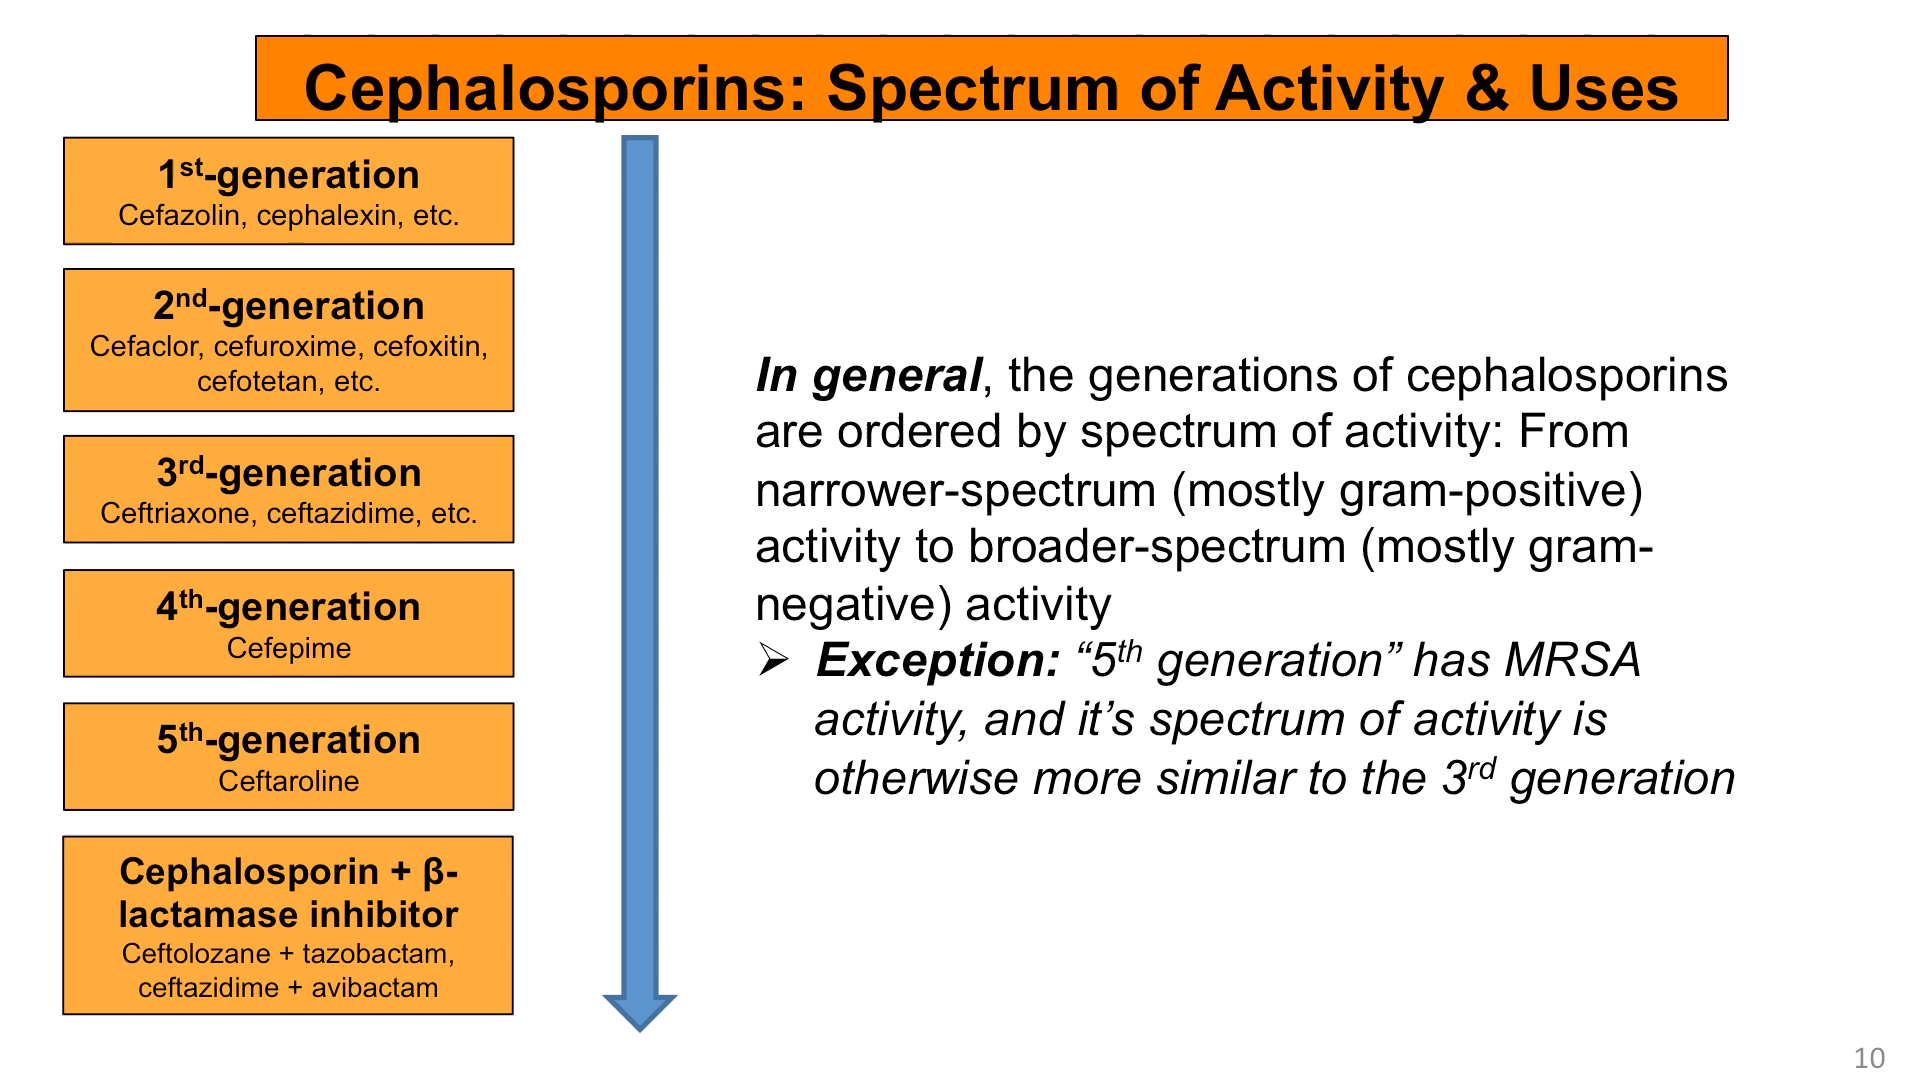 Cephalosporins: Spectrum of Activity & Uses
1st-generation
Cefazolin, cephalexin, etc.
2nd-generation
Cefaclor, cefuroxime, cefoxitin,
cefotetan, etc.
3rd-generation
Ceftriaxone, ceftazidime, etc.
4th-generation
Cefepime
5th-generation
Ceftaroline
Cephalosporin + β-
lactamase inhibitor
Ceftolozane + tazobactam,
ceftazidime + avibactam
In general, the generations of cephalosporins
are ordered by spectrum of activity: From
narrower-spectrum (mostly gram-positive)
activity to broader-spectrum (mostly gram-
negative) activity
➢ Exception: “5th generation” has MRSA
activity, and it’s spectrum of activity is
otherwise more similar to the 3rd generation
10